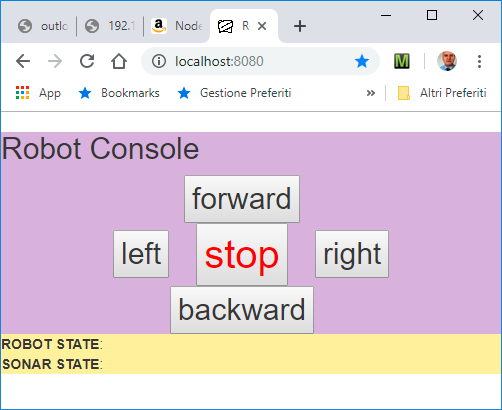 outlo
192.1
Node
R
localhost:8080
App Bookmarks Gestione Preferiti » Altri Preferiti
Robot Console
forward
left stop right
backward
ROBOT STATE:
SONAR STATE: